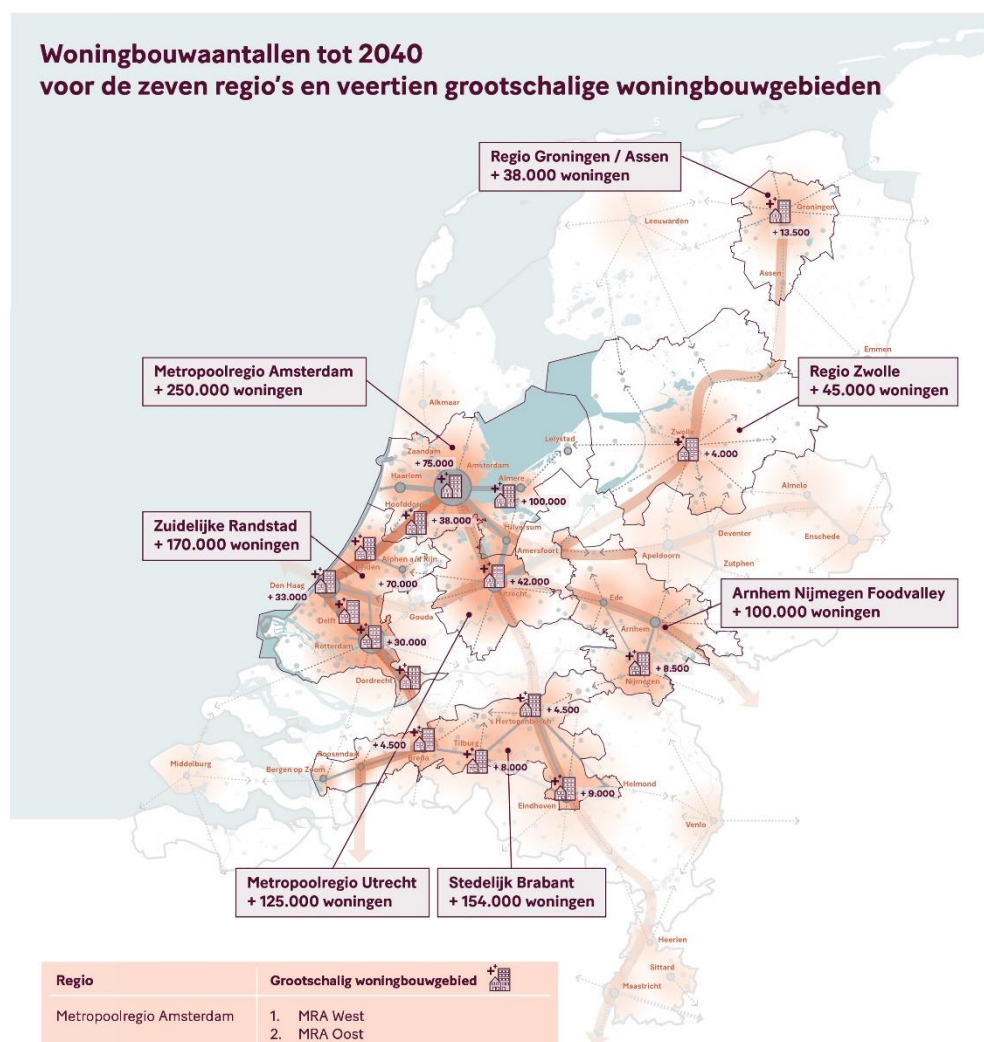 Woningbouwaantallen tot 2040
voor de zeven regio's en veertien grootschalige woningbouwgebieden
Regio Groningen / Assen
+ 38.000 woningen
Groningen
Leeuwarden
+ 13.500
Assen
Emmen
Metropoolregio Amsterdam
+ 250.000 woningen
Regio Zwolle
+ 45.000 woningen
Alkmaar
Zwolle
Lelystad
+ 4.000
Zaandam
+ 75.000
Amsterdam
Haarlem
Almere
+ 100.000
Almelo
Hoofddorp
+ 38.000
Hilversum
Deventer
Enschede
Zuidelijke Randstad
+ 170.000 woningen
Amersfoort
Apeldoorn
Zutphen
Alphen a/d Rijn
Leiden
Den Haag
+ 70.000
+ 42.000
Utrecht
+ 33.000
Ede
Arnhem Nijmegen Foodvalley
+ 100.000 woningen
Delft
Gouda
Arnhem
Rotterdam
+ 30.000
+ 8.500
Dordrecht
Nijmegen
+ 4.500
's Hertogenbosch
+ 4.500
Tilburg
Roosendaal
Breda
+ 8.000
Middelburg
Bergen op Zoom
Helmond
+ 9.000
Eindhoven
Venlo
Metropoolregio Utrecht
+ 125.000 woningen
Stedelijk Brabant
+ 154.000 woningen
Heerlen
Sittard
Maastricht
Regio
Grootschalig woningbouwgebied
Metropoolregio Amsterdam
1. MRA West
2. MRA Oost